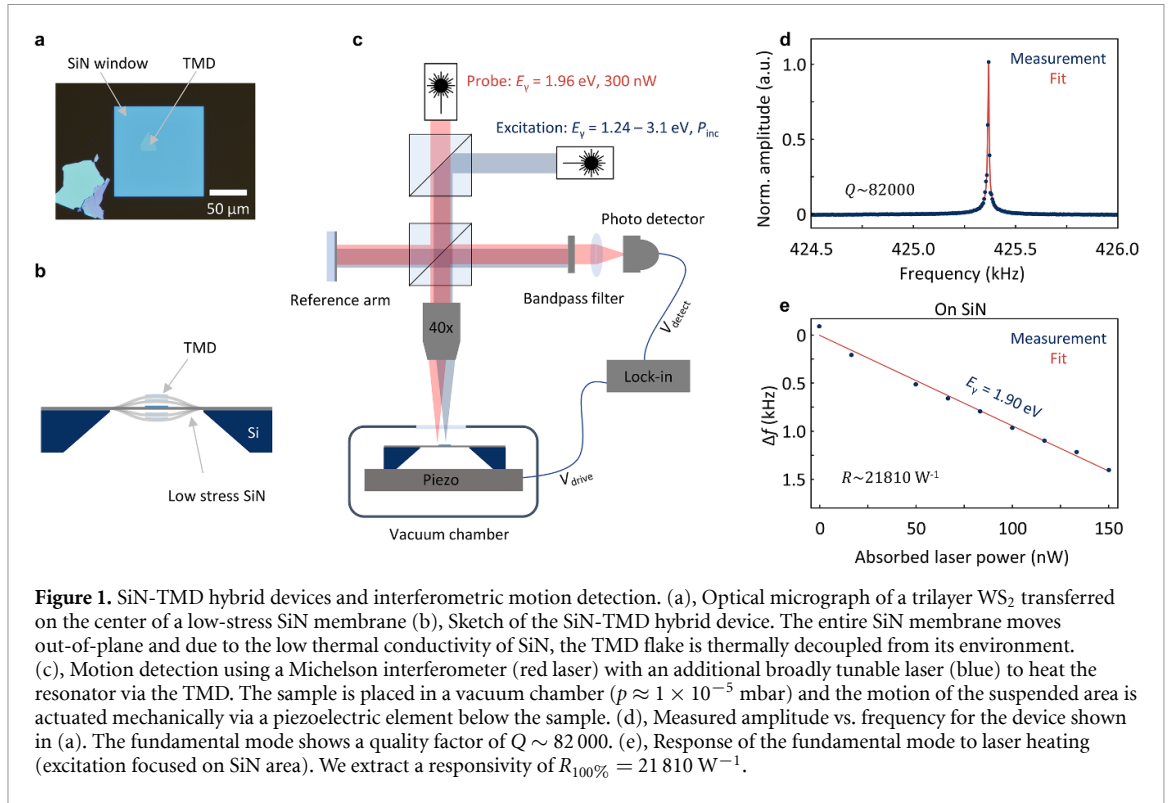 a
SiN window
TMD
50 μm
b
TMD
Si
Low stress SiN
c
Probe: Eγ = 1.96 eV, 300 nW
Excitation: Eγ = 1.24 – 3.1 eV, Pinc
Photo detector
Reference arm
Bandpass filter
40x
Vdetect
Lock-in
Piezo
Vdrive
Vacuum chamber
d
Measurement
Fit
Q~82000
Norm. amplitude (a.u.)
1.0
0.5
0
424.5 425.0 425.5 426.0
Frequency (kHz)
e
On SiN
Measurement
Fit
Eγ = 1.90 eV
R~21810 W⁻¹
Δf (kHz)
0
0.5
1.0
1.5
0 50 100 150
Absorbed laser power (nW)
Figure 1. SiN-TMD hybrid devices and interferometric motion detection. (a), Optical micrograph of a trilayer WS₂ transferred
on the center of a low-stress SiN membrane (b), Sketch of the SiN-TMD hybrid device. The entire SiN membrane moves
out-of-plane and due to the low thermal conductivity of SiN, the TMD flake is thermally decoupled from its environment.
(c), Motion detection using a Michelson interferometer (red laser) with an additional broadly tunable laser (blue) to heat the
resonator via the TMD. The sample is placed in a vacuum chamber (p ≈ 1 × 10⁻⁵ mbar) and the motion of the suspended area is
actuated mechanically via a piezoelectric element below the sample. (d), Measured amplitude vs. frequency for the device shown
in (a). The fundamental mode shows a quality factor of Q ∼ 82 000. (e), Response of the fundamental mode to laser heating
(excitation focused on SiN area). We extract a responsivity of R₁₀₀% = 21 810 W⁻¹.